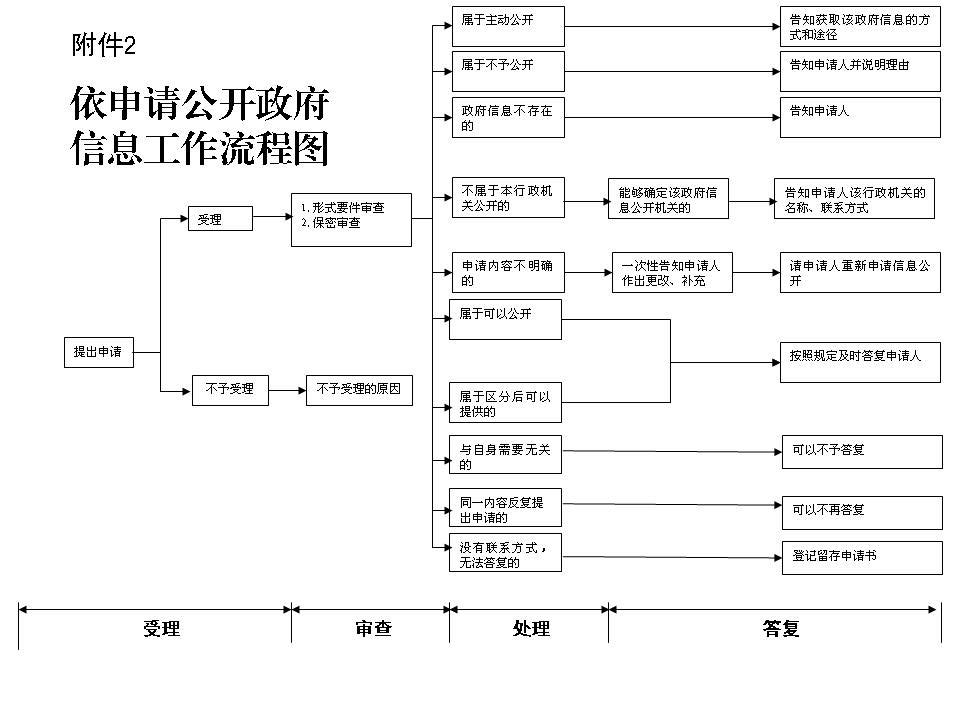 附件2
依申请公开政府
信息工作流程图
提出申请
受理
不予受理
1.形式要件审查
2.保密审查
不予受理的原因
属于主动公开
告知获取该政府信息的方
式和途径
属于不予公开
告知申请人并说明理由
政府信息不存在
的
告知申请人
不属于本行政机
关公开的
能够确定该政府信
息公开机关的
告知申请人该行政机关的
名称、联系方式
申请内容不明确
的
一次性告知申请人
作出更改、补充
请申请人重新申请信息公
开
属于可以公开
属于区分后可以
提供的
按照规定及时答复申请人
与自身需要无关
的
可以不予答复
同一内容反复提
出申请的
可以不再答复
没有联系方式，
无法答复的
登记留存申请书
受理
审查
处理
答复